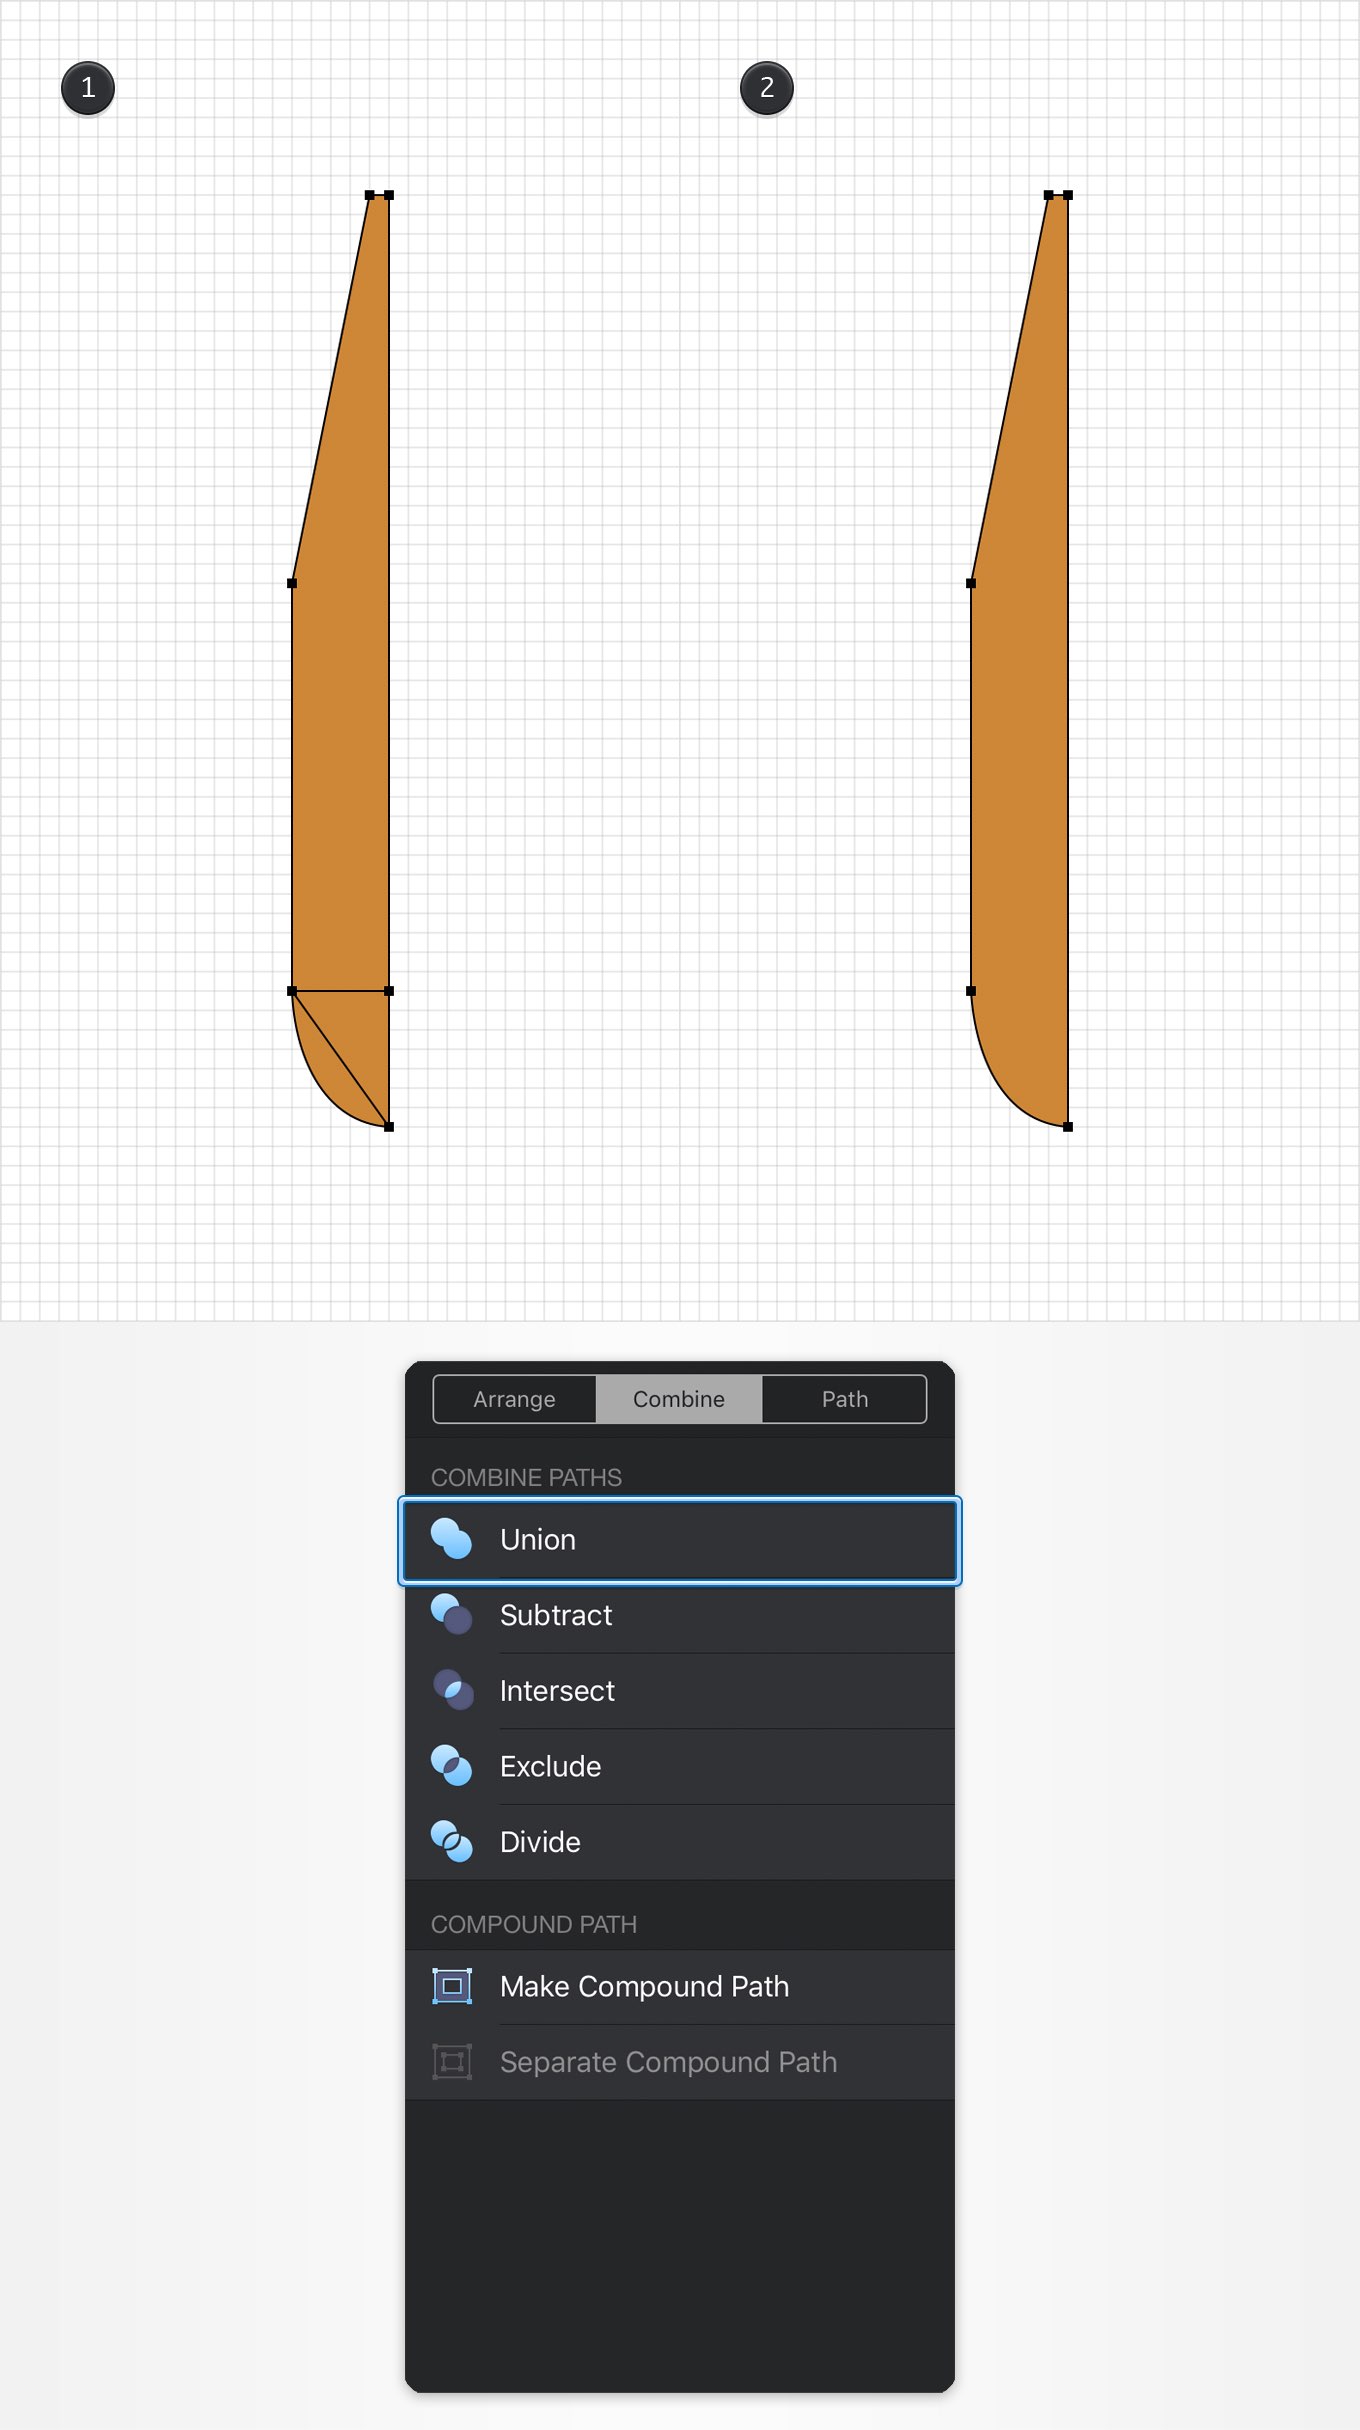 1
2
Arrange Combine Path
COMBINE PATHS
Union
Subtract
Intersect
Exclude
Divide
COMPOUND PATH
Make Compound Path
Separate Compound Path